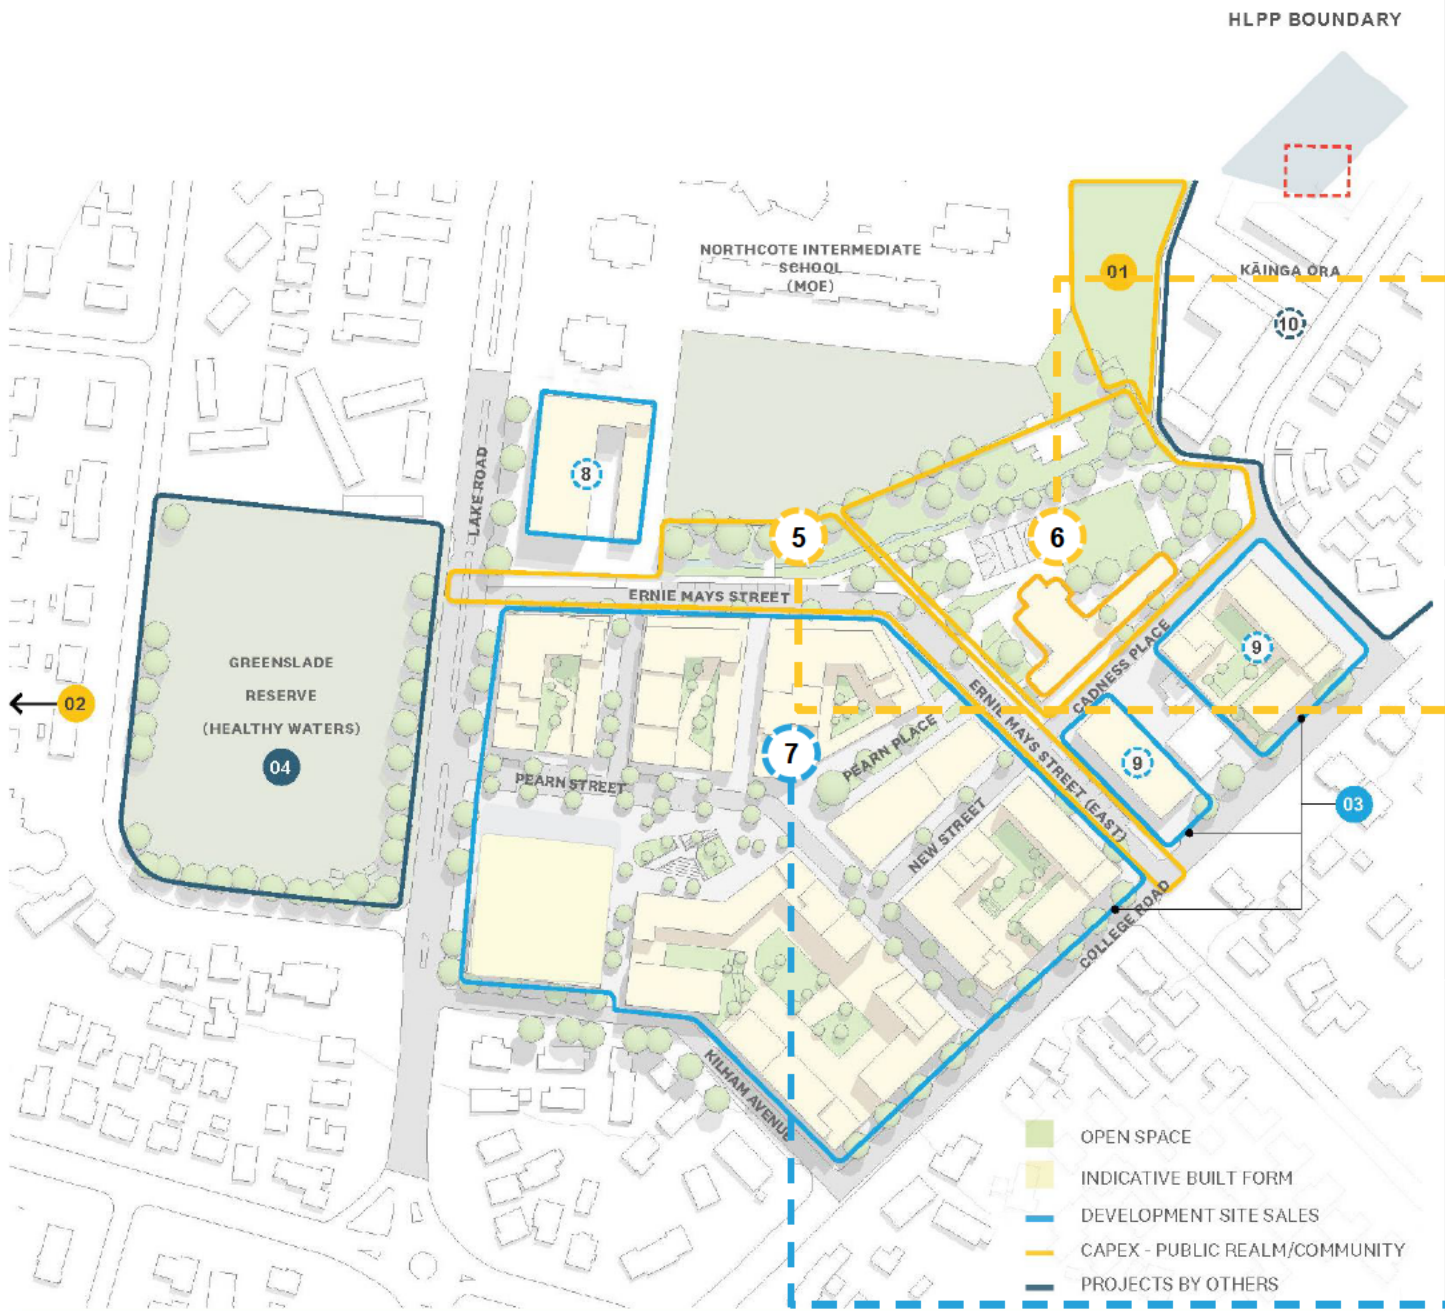 HLPP BOUNDARY
NORTHCOTE INTERMEDIATE
SCHOOL
(MOE)
01
KĀINGA ORA
10
LAKE ROAD
8
5
6
ERNIE MAYS STREET
GREENSLADE
RESERVE
(HEALTHY WATERS)
04
02
CADNESS PLACE
9
ERNIE MAYS STREET (EAST)
PEARN PLACE
7
9
03
PEARN STREET
NEW STREET
COLLEGE ROAD
KILHAM AVENUE
OPEN SPACE
INDICATIVE BUILT FORM
DEVELOPMENT SITE SALES
CAPEX - PUBLIC REALM/COMMUNITY
PROJECTS BY OTHERS